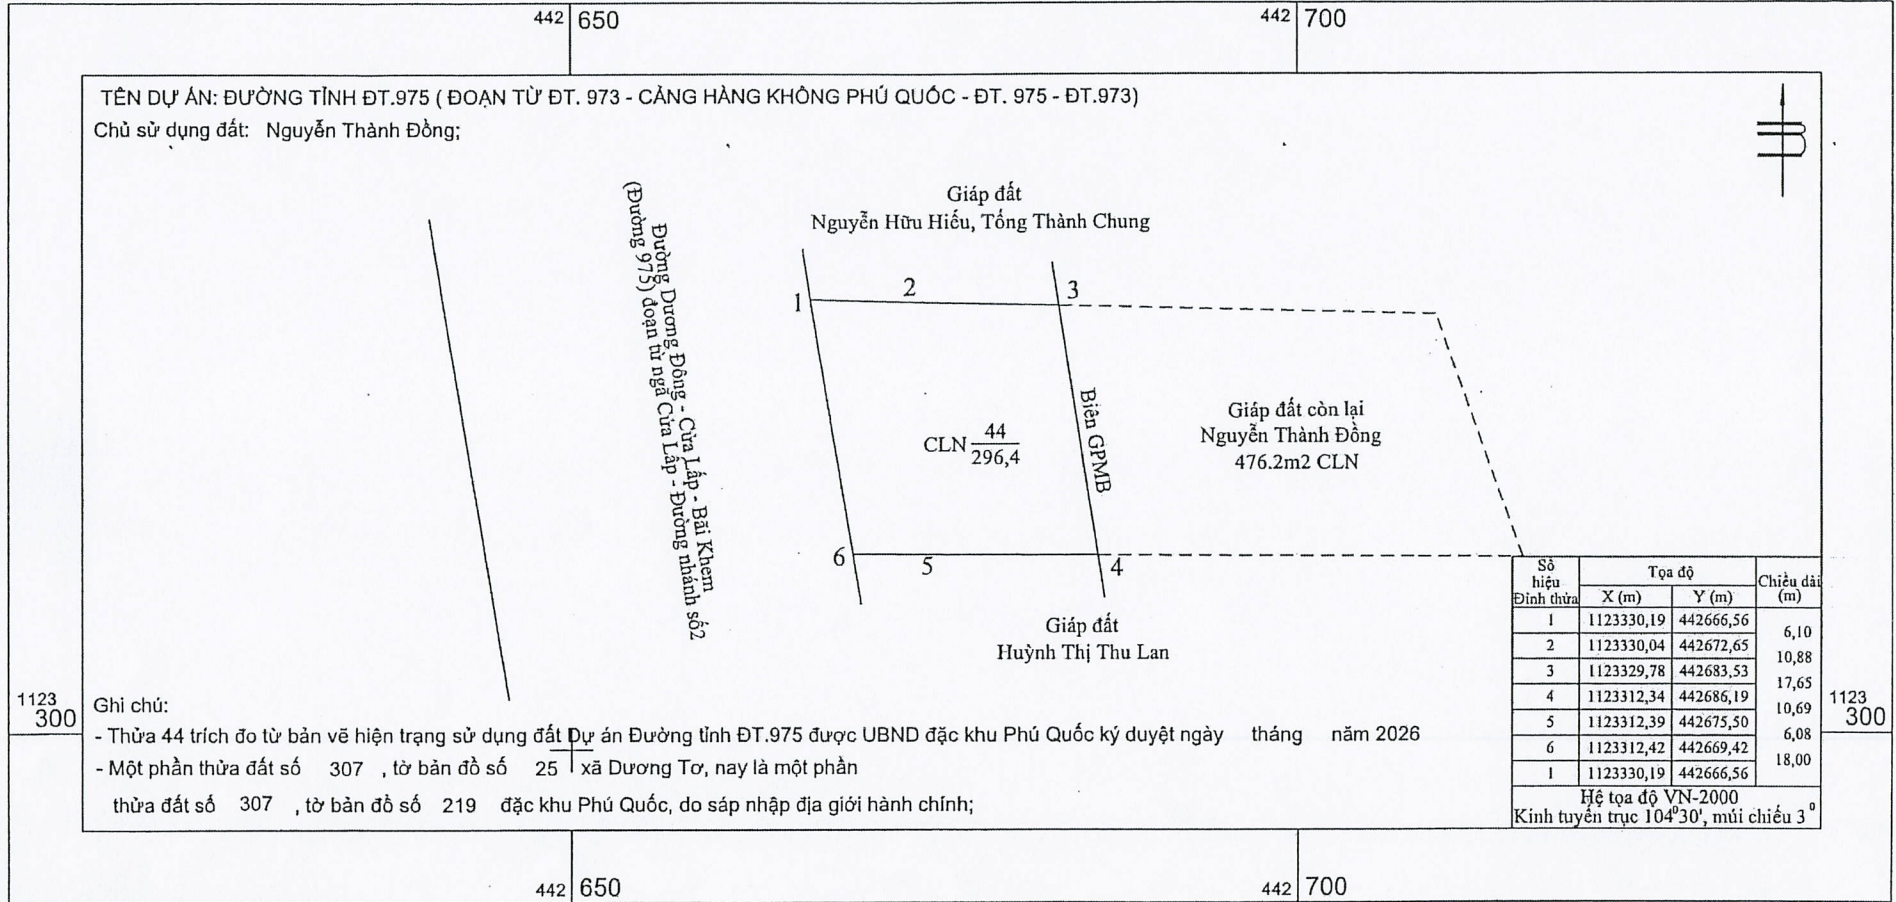 442 650
442 700
TÊN DỰ ÁN: ĐƯỜNG TỈNH ĐT.975 ( ĐOẠN TỪ ĐT. 973 - CẢNG HÀNG KHÔNG PHÚ QUỐC - ĐT. 975 - ĐT.973)
Chủ sử dụng đất: Nguyễn Thành Đồng;
Đường Dương Đông - Cửa Lấp - Bãi Khem
(Đường 975) đoạn từ ngã Cửa Lấp - Đường nhánh số2
Giáp đất
Nguyễn Hữu Hiếu, Tống Thành Chung
1
2
3
CLN 44
296,4
Biên GPMB
Giáp đất còn lại
Nguyễn Thành Đồng
476.2m2 CLN
6
5
4
Giáp đất
Huỳnh Thị Thu Lan
Số hiệu Đỉnh thửa Tọa độ Chiều dài (m)
X (m) Y (m)
1 1123330,19 442666,56
6,10
2 1123330,04 442672,65
10,88
3 1123329,78 442683,53
17,65
4 1123312,34 442686,19
10,69
5 1123312,39 442675,50
6,08
6 1123312,42 442669,42
18,00
1 1123330,19 442666,56
Hệ tọa độ VN-2000
Kinh tuyến trục 104⁰30', múi chiếu 3⁰
1123 300
1123 300
Ghi chú:
- Thửa 44 trích đo từ bản vẽ hiện trạng sử dụng đất Dự án Đường tỉnh ĐT.975 được UBND đặc khu Phú Quốc ký duyệt ngày tháng năm 2026
- Một phần thửa đất số 307 , tờ bản đồ số 25 xã Dương Tơ, nay là một phần
thửa đất số 307 , tờ bản đồ số 219 đặc khu Phú Quốc, do sáp nhập địa giới hành chính;
442 650
442 700